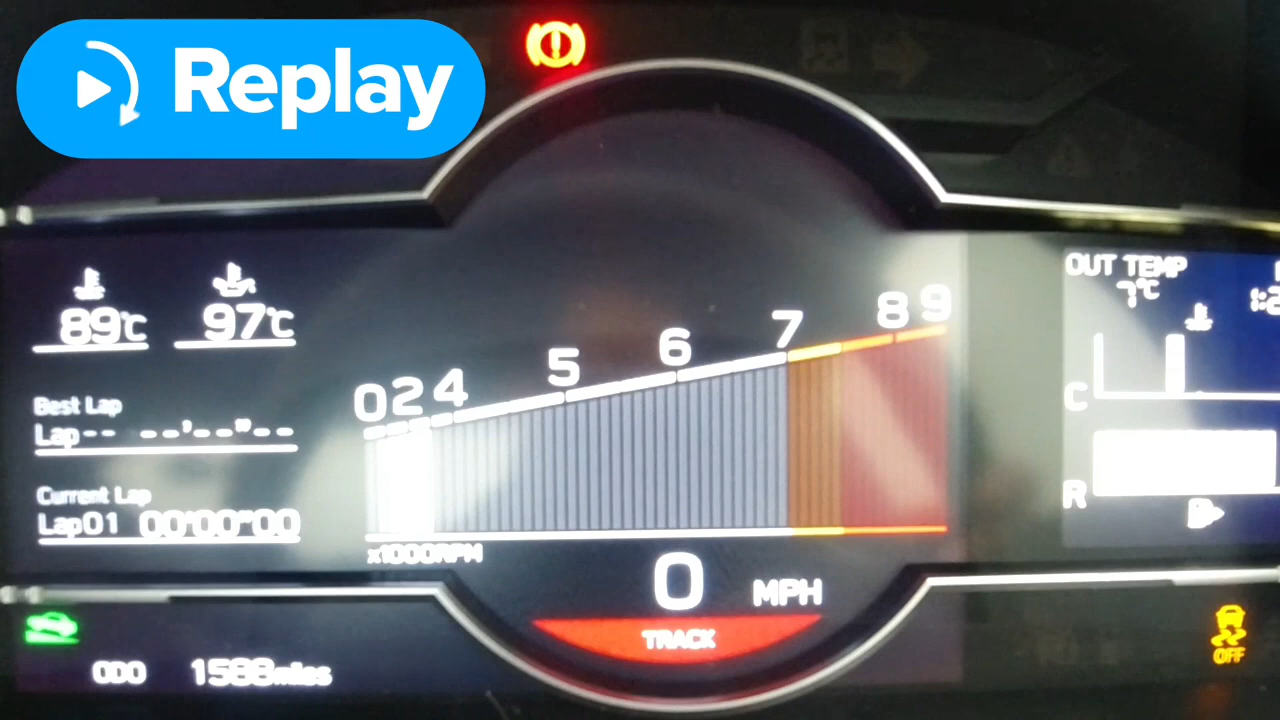 Replay
89°C 97°C
OUT TEMP
7°C
Best Lap
Lap-- --'--"--
Current Lap
Lap01 00'00"00
0 2 4 5 6 7 8 9
x1000RPM
C
R
0 MPH
TRACK
ODO 1588miles
OFF